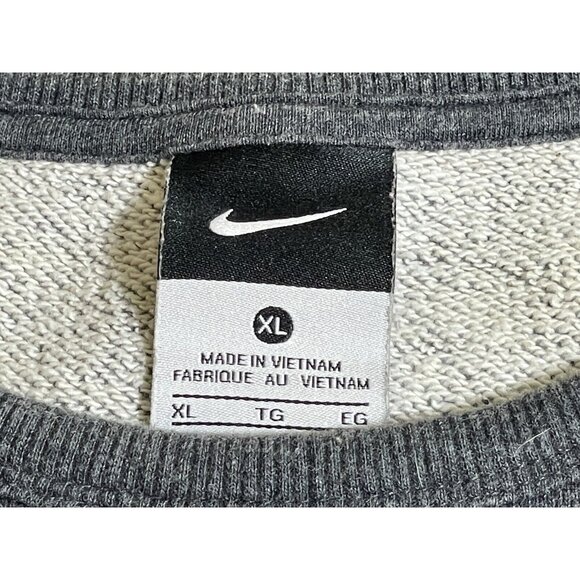 XL
MADE IN VIETNAM
FABRIQUE AU VIETNAM
XL TG EG